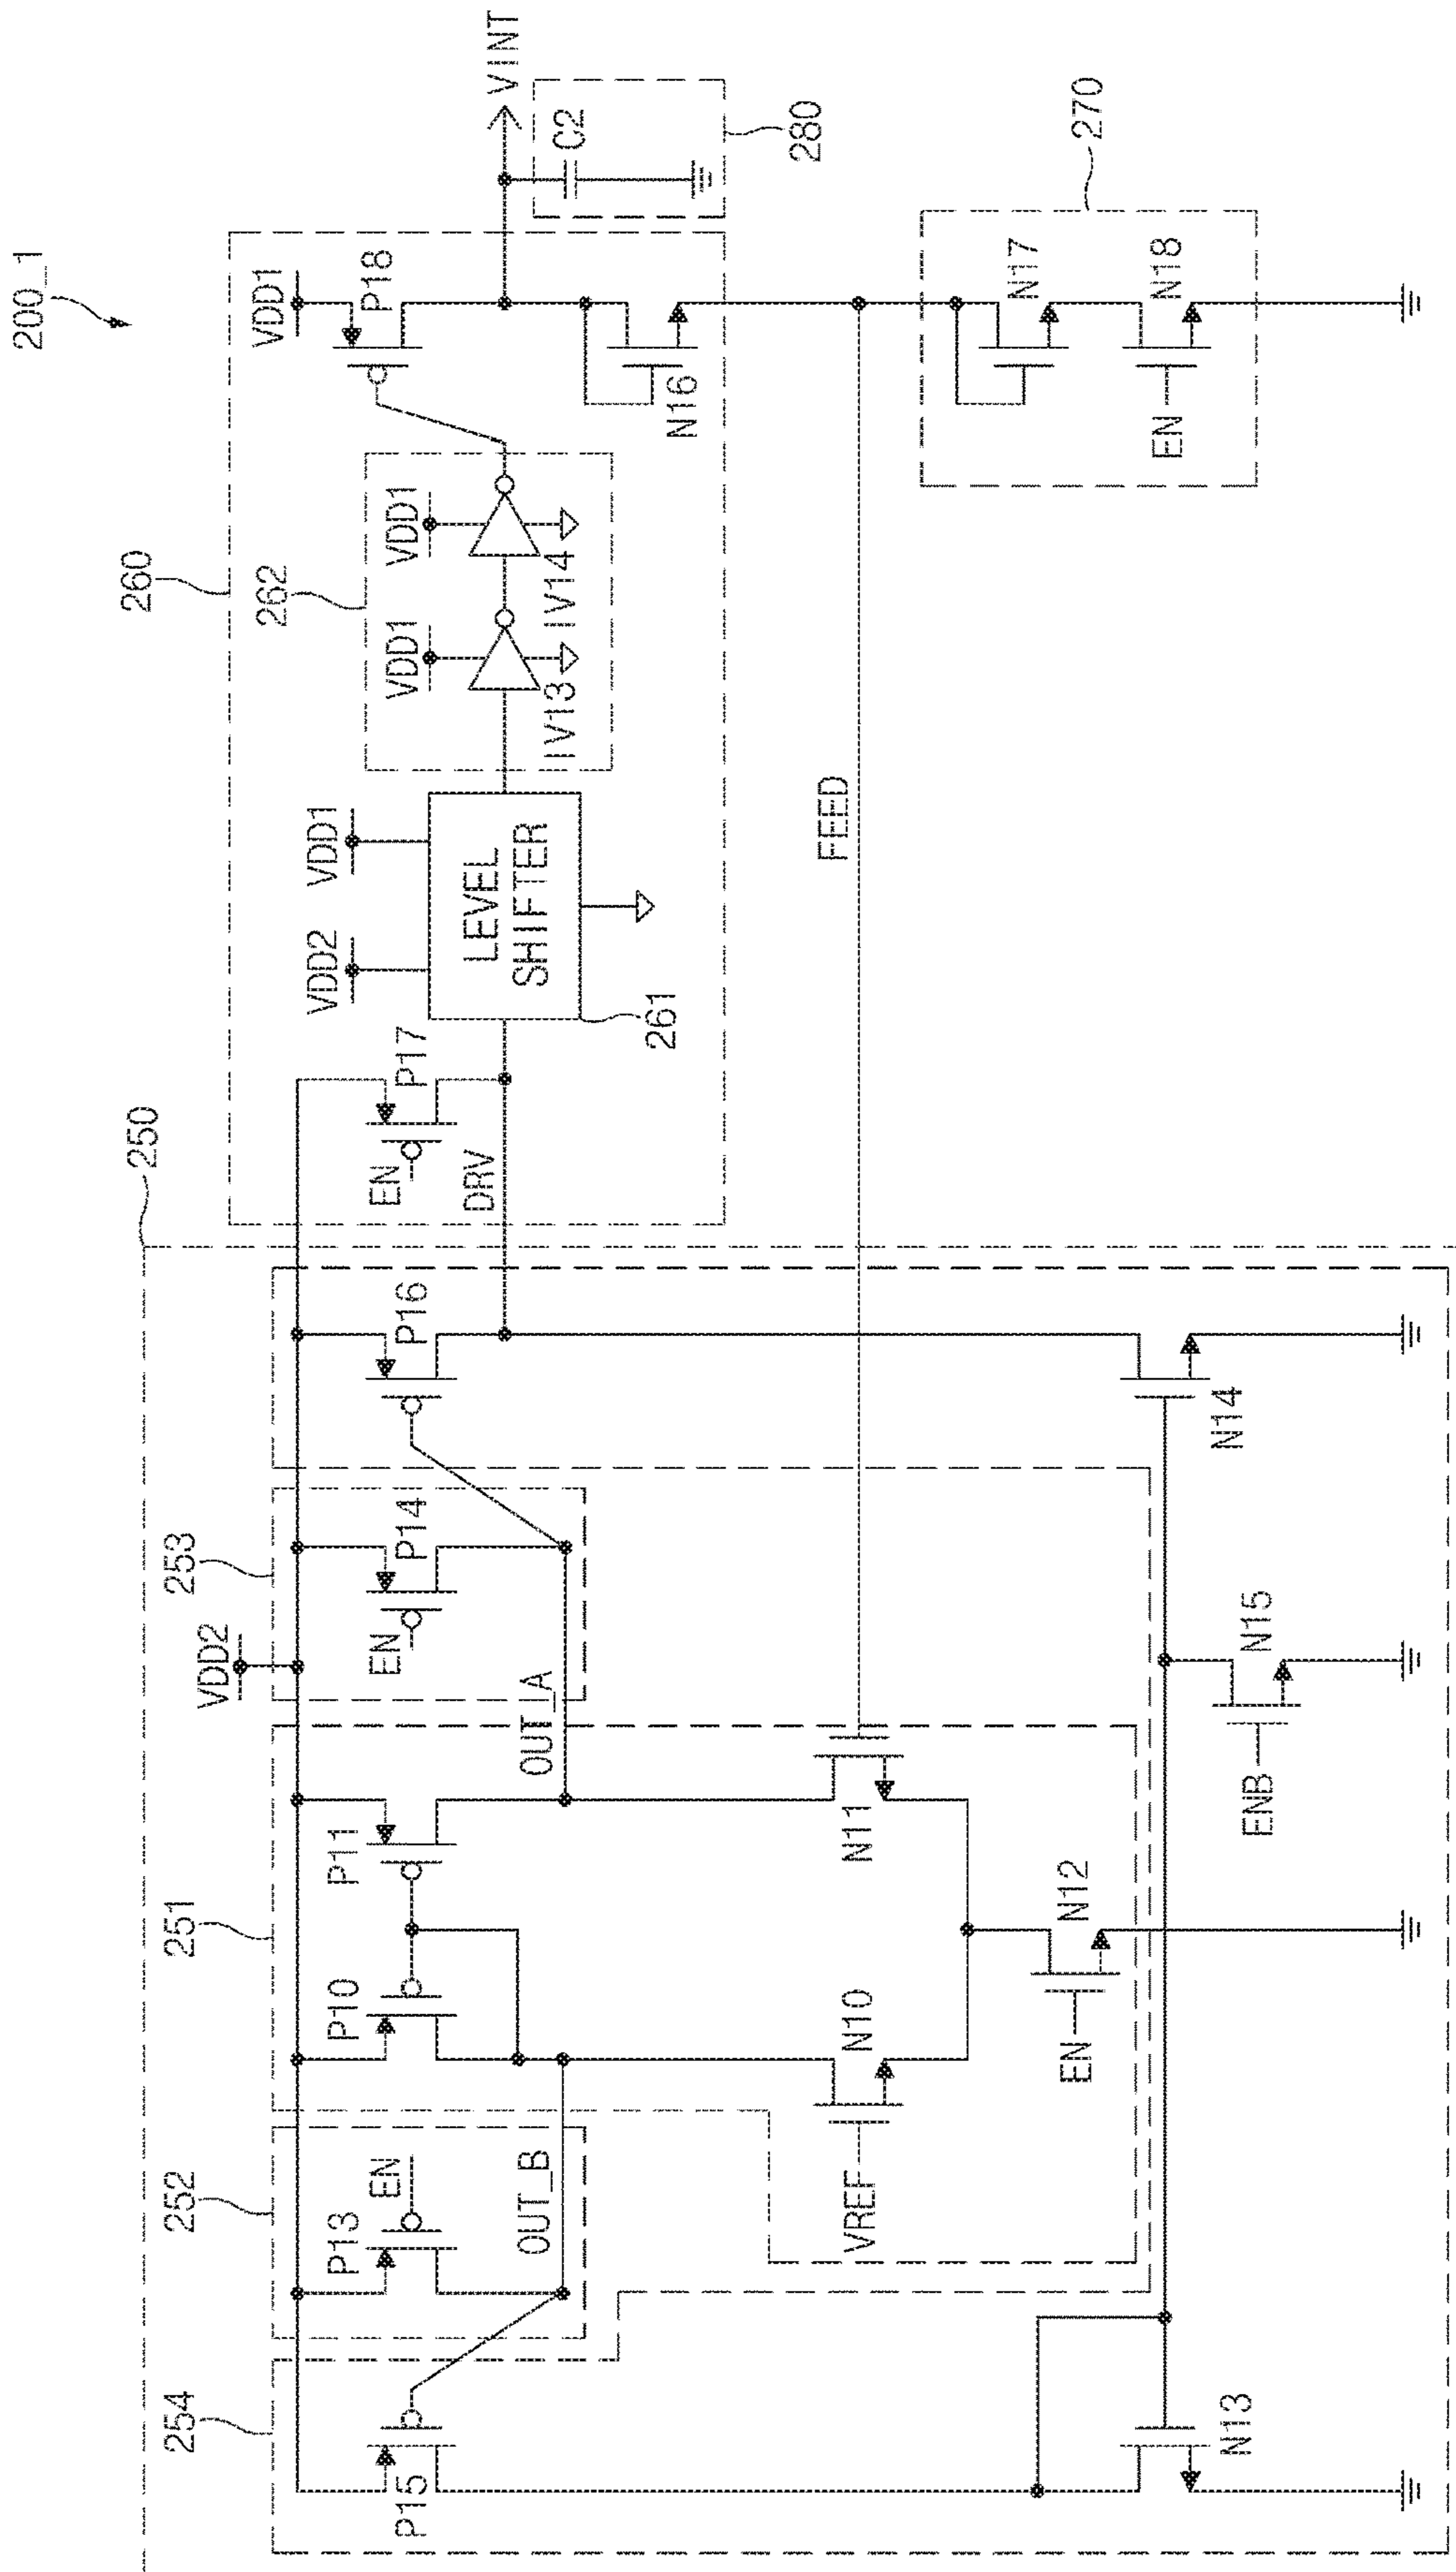 200_1
250
254
252
251
253
VDD2
P15
P13
EN
OUT_B
P10
P11
OUT_A
EN
P14
P16
VREF
N10
N11
EN
N12
N13
ENB
N15
N14
260
262
EN
P17
DRV
VDD2
VDD1
LEVEL
SHIFTER
261
VDD1
IV13
VDD1
IV14
VDD1
P18
N16
VINT
C2
280
FEED
270
N17
EN
N18